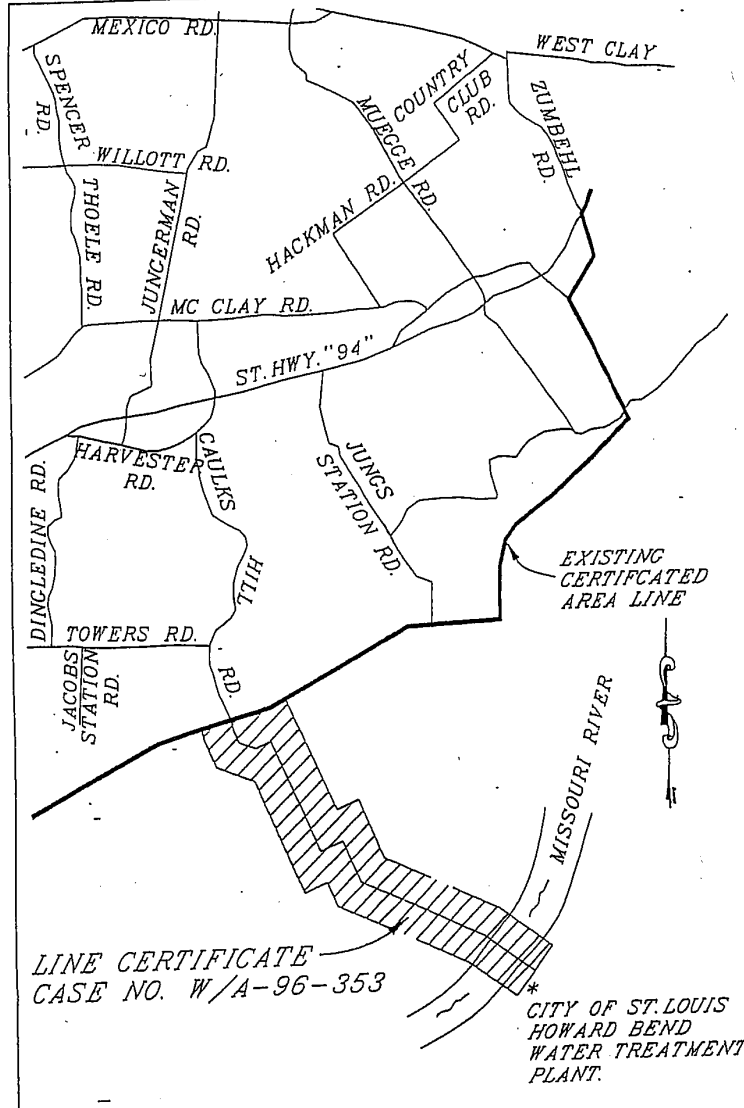 MEXICO RD.
WEST CLAY
SPENCER
RD.
COUNTRY
CLUB RD.
MUEGGE RD.
ZUMBEHL
RD.
WILLOTT RD.
THOELE RD.
JUNGERMAN
RD.
HACKMAN RD.
MC CLAY RD.
ST. HWY. "94"
HARVESTER
RD.
CAULKS
HILL
RD.
JUNGS
STATION RD.
DINGLEDINE RD.
EXISTING
CERTIFCATED
AREA LINE
TOWERS RD.
JACOBS
STATION
RD.
MISSOURI RIVER
LINE CERTIFICATE
CASE NO. W/A-96-353
*
CITY OF ST.LOUIS
HOWARD BEND
WATER TREATMENT
PLANT.